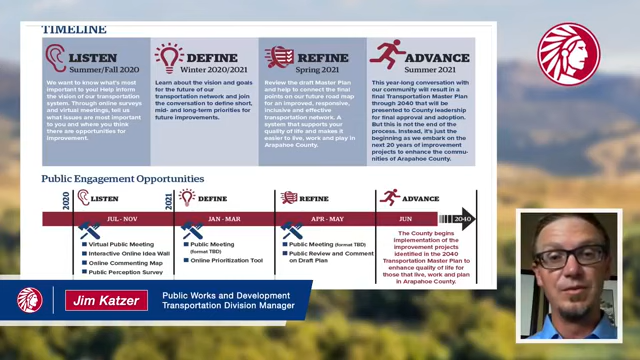 TIMELINE
LISTEN
Summer/Fall 2020
We want to know what's most
important to you! Help inform
the vision of our transportation
system. Through online surveys
and virtual meetings, tell us
what issues are most important
to you and where you think
there are opportunities for
improvement.
DEFINE
Winter 2020/2021
Learn about the vision and goals
for the future of our
transportation network and join
the conversation to define short,
mid- and long-term priorities for
future improvements.
REFINE
Spring 2021
Review the draft Master Plan
and help to connect the final
points on our future road map
for an improved, responsive,
inclusive and effective
transportation network. A
system that supports your
quality of life and makes it
easier to live, work and play in
Arapahoe County.
ADVANCE
Summer 2021
This year-long conversation with
our community will result in a
final Transportation Master Plan
through 2040 that will be
presented to County leadership
for final approval and adoption.
But this is not the end of the
process. Instead, it's just the
beginning as we embark on the
next 20 years of improvement
projects to enhance the commu-
nities of Arapahoe County.
Public Engagement Opportunities
2020
LISTEN
JUL - NOV
Virtual Public Meeting
Interactive Online Idea Wall
Online Commenting Map
Public Perception Survey
2021
DEFINE
JAN - MAR
Public Meeting
(format TBD)
Online Prioritization Tool
REFINE
APR - MAY
Public Meeting (format TBD)
Public Review and
Comment on Draft Plan
ADVANCE
JUN
2040
The County begins
implementation of the
improvement projects
identified in the 2040
Transportation Master Plan to
enhance quality of life for
those that live, work and plan
in Arapahoe County.
Jim Katzer
Public Works and Development
Transportation Division Manager